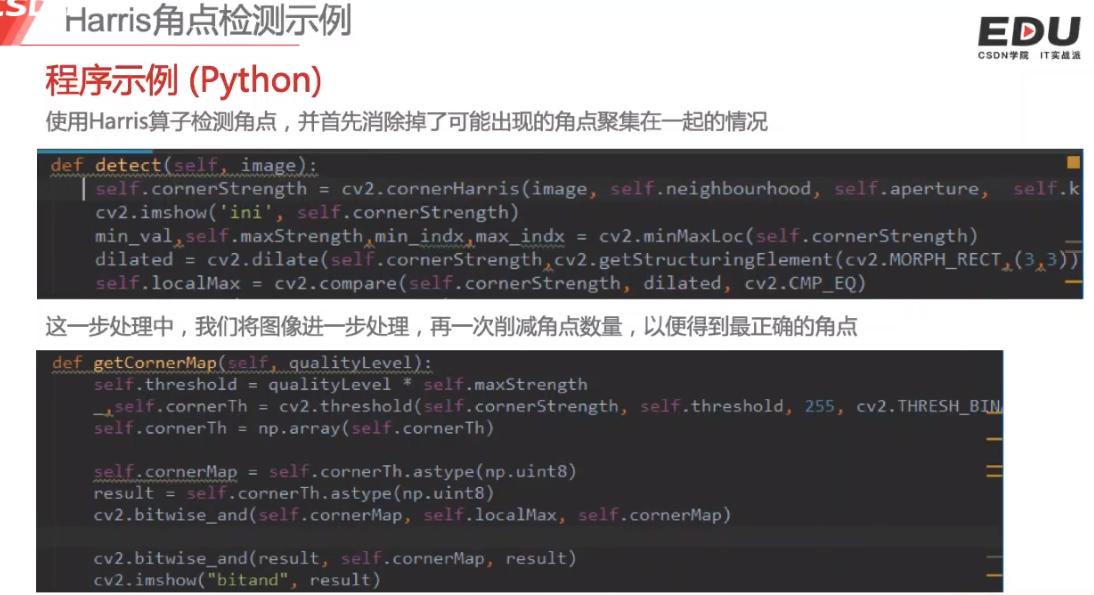 CSD
Harris角点检测示例
EDU
CSDN学院 IT实战派
程序示例 (Python)
使用Harris算子检测角点，并首先消除掉了可能出现的角点聚集在一起的情况
def detect(self, image):
self.cornerStrength = cv2.cornerHarris(image, self.neighbourhood, self.aperture, self.k
cv2.imshow('ini', self.cornerStrength)
min_val,self.maxStrength,min_indx,max_indx = cv2.minMaxLoc(self.cornerStrength)
dilated = cv2.dilate(self.cornerStrength,cv2.getStructuringElement(cv2.MORPH_RECT,(3,3))
self.localMax = cv2.compare(self.cornerStrength, dilated, cv2.CMP_EQ)
这一步处理中，我们将图像进一步处理，再一次削减角点数量，以便得到最正确的角点
def getCornerMap(self, qualityLevel):
self.threshold = qualityLevel * self.maxStrength
_,self.cornerTh = cv2.threshold(self.cornerStrength, self.threshold, 255, cv2.THRESH_BIN
self.cornerTh = np.array(self.cornerTh)
self.cornerMap = self.cornerTh.astype(np.uint8)
result = self.cornerTh.astype(np.uint8)
cv2.bitwise_and(self.cornerMap, self.localMax, self.cornerMap)
cv2.bitwise_and(result, self.cornerMap, result)
cv2.imshow("bitand", result)